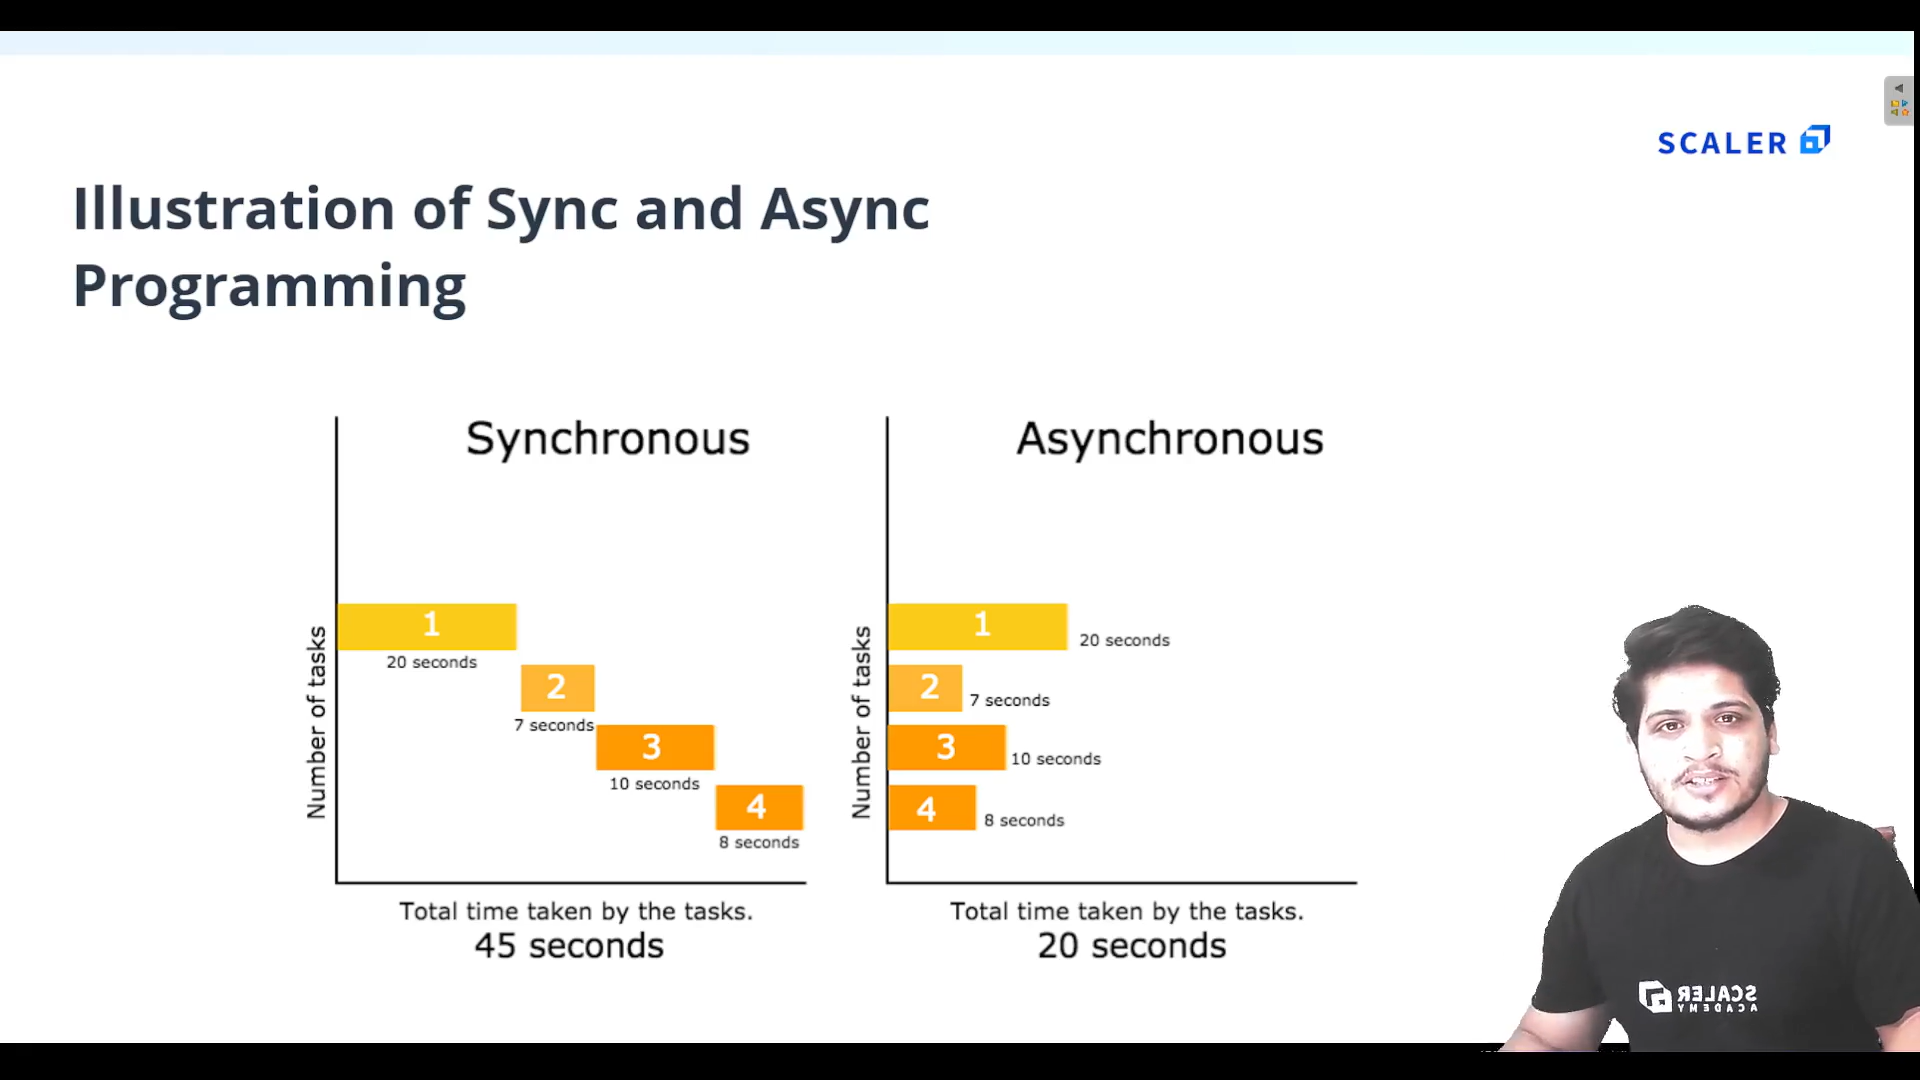 SCALER
Illustration of Sync and Async
Programming
Synchronous
Number of tasks
1
20 seconds
2
7 seconds
3
10 seconds
4
8 seconds
Total time taken by the tasks.
45 seconds
Asynchronous
Number of tasks
1
20 seconds
2
7 seconds
3
10 seconds
4
8 seconds
Total time taken by the tasks.
20 seconds
SCALER
ACADEMY